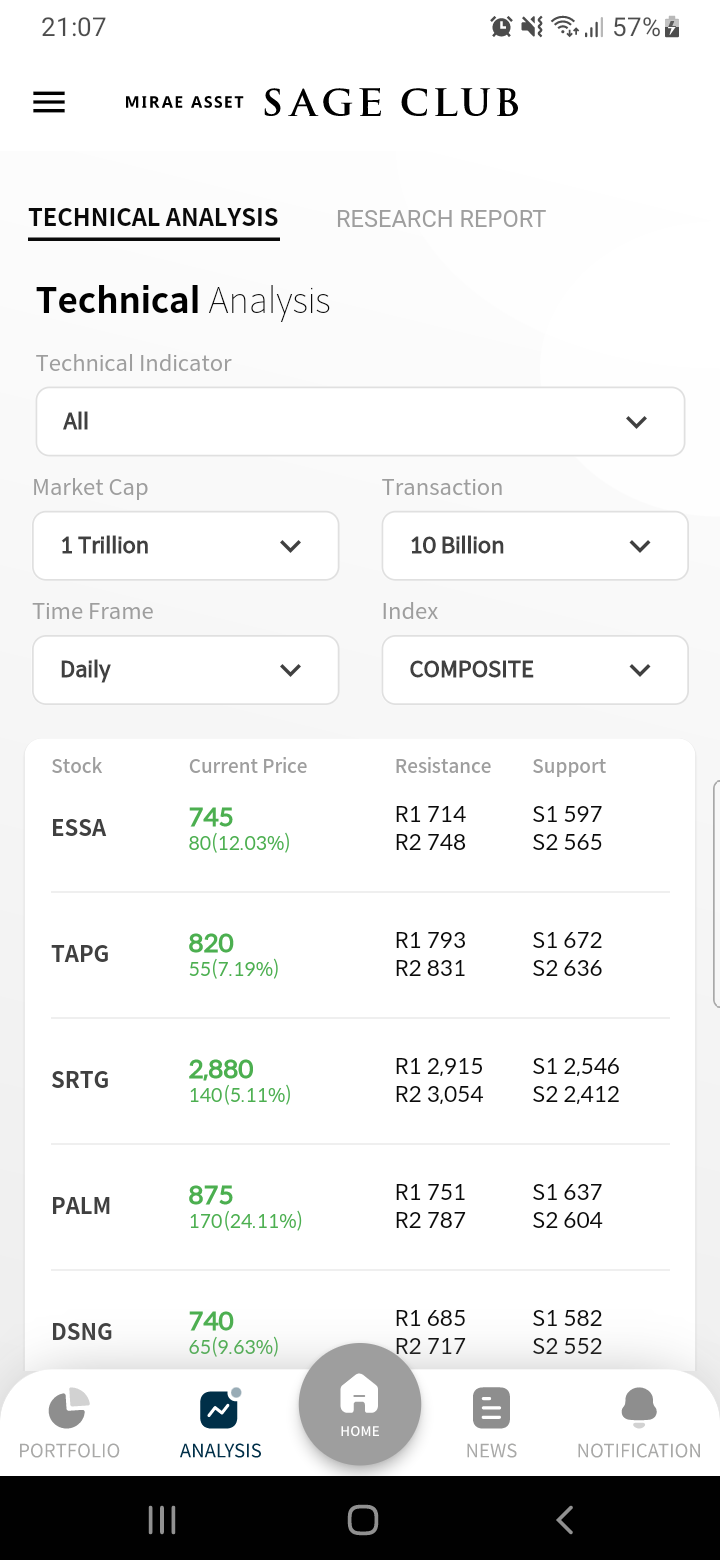 21:07
57%
MIRAE ASSET SAGE CLUB
TECHNICAL ANALYSIS
RESEARCH REPORT
Technical Analysis
Technical Indicator
All
Market Cap
Transaction
1 Trillion
10 Billion
Time Frame
Index
Daily
COMPOSITE
Stock Current Price Resistance Support
ESSA
745
80(12.03%)
R1 714
R2 748
S1 597
S2 565
TAPG
820
55(7.19%)
R1 793
R2 831
S1 672
S2 636
SRTG
2,880
140(5.11%)
R1 2,915
R2 3,054
S1 2,546
S2 2,412
PALM
875
170(24.11%)
R1 751
R2 787
S1 637
S2 604
DSNG
740
65(9.63%)
R1 685
R2 717
S1 582
S2 552
PORTFOLIO
ANALYSIS
HOME
NEWS
NOTIFICATION